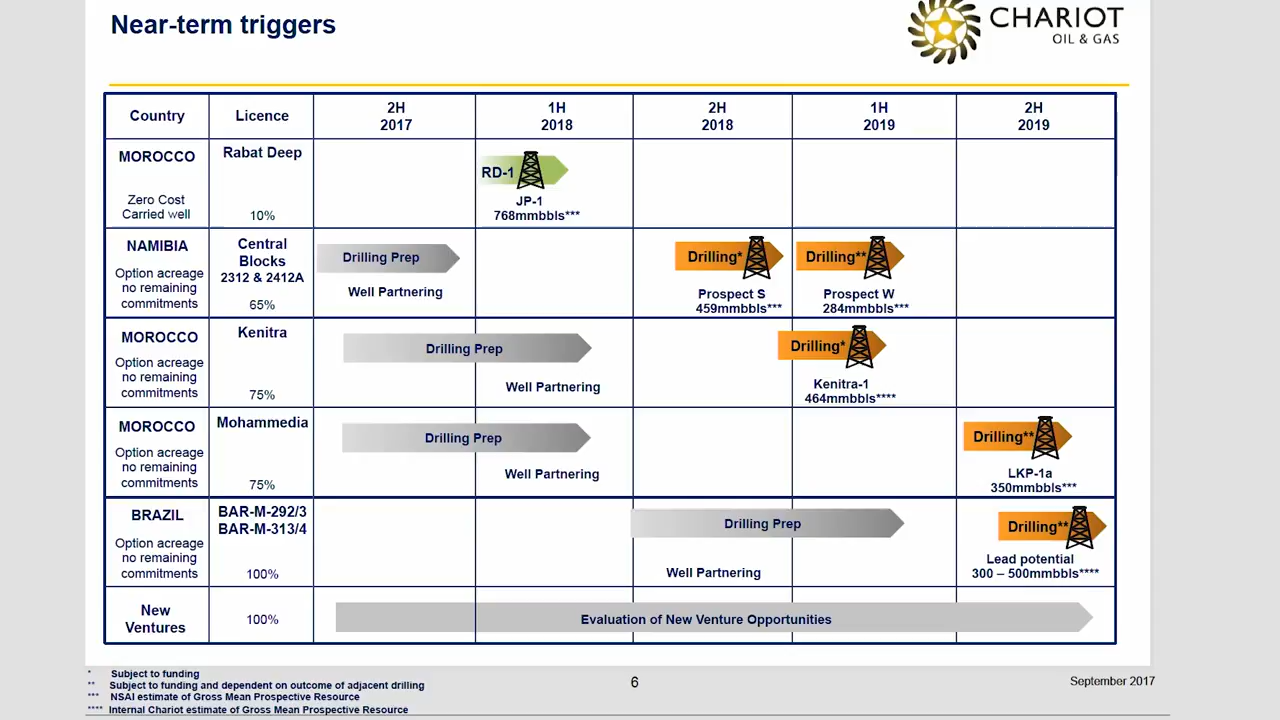 Near-term triggers
CHARIOT
OIL & GAS
Country
Licence
2H
2017
1H
2018
2H
2018
1H
2019
2H
2019
MOROCCO
Zero Cost
Carried well
Rabat Deep
10%
RD-1
JP-1
768mmbbls***
NAMIBIA
Option acreage
no remaining
commitments
Central
Blocks
2312 & 2412A
65%
Drilling Prep
Well Partnering
Drilling*
Prospect S
459mmbbls***
Drilling**
Prospect W
284mmbbls***
MOROCCO
Option acreage
no remaining
commitments
Kenitra
75%
Drilling Prep
Well Partnering
Drilling*
Kenitra-1
464mmbbls****
MOROCCO
Option acreage
no remaining
commitments
Mohammedia
75%
Drilling Prep
Well Partnering
Drilling**
LKP-1a
350mmbbls***
BRAZIL
Option acreage
no remaining
commitments
BAR-M-292/3
BAR-M-313/4
100%
Drilling Prep
Well Partnering
Drilling**
Lead potential
300 – 500mmbbls****
New
Ventures
100%
Evaluation of New Venture Opportunities
* Subject to funding
** Subject to funding and dependent on outcome of adjacent drilling
*** NSAI estimate of Gross Mean Prospective Resource
**** Internal Chariot estimate of Gross Mean Prospective Resource
6
September 2017